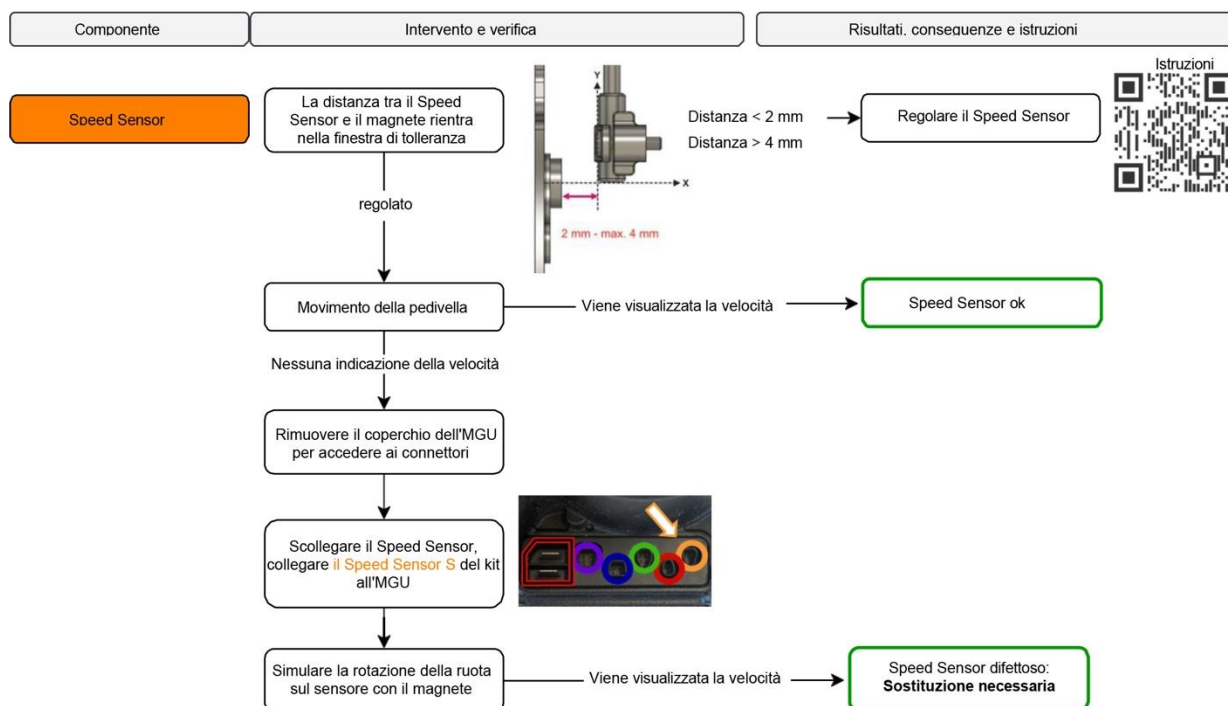 Componente
Intervento e verifica
Risultati, conseguenze e istruzioni
Istruzioni
Speed Sensor
La distanza tra il Speed
Sensor e il magnete rientra
nella finestra di tolleranza
Y
X
2 mm - max. 4 mm
Distanza < 2 mm
Distanza > 4 mm
Regolare il Speed Sensor
regolato
Movimento della pedivella
Viene visualizzata la velocità
Speed Sensor ok
Nessuna indicazione della velocità
Rimuovere il coperchio dell'MGU
per accedere ai connettori
Scollegare il Speed Sensor,
collegare il Speed Sensor S del kit
all'MGU
Simulare la rotazione della ruota
sul sensore con il magnete
Viene visualizzata la velocità
Speed Sensor difettoso:
Sostituzione necessaria